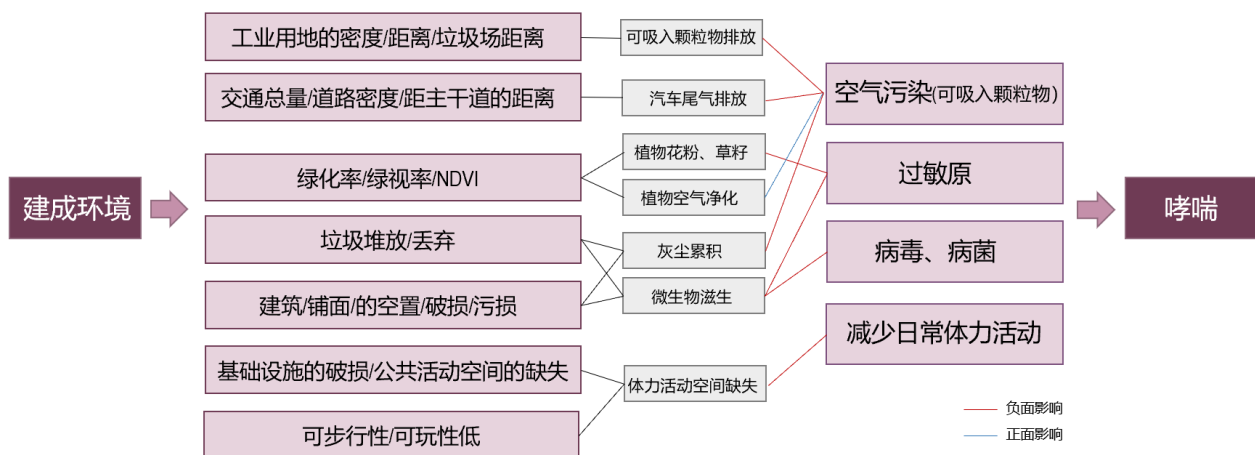 建成环境
工业用地的密度/距离/垃圾场距离
交通总量/道路密度/距主干道的距离
绿化率/绿视率/NDVI
垃圾堆放/丢弃
建筑/铺面/的空置/破损/污损
基础设施的破损/公共活动空间的缺失
可步行性/可玩性低
可吸入颗粒物排放
汽车尾气排放
植物花粉、草籽
植物空气净化
灰尘累积
微生物滋生
体力活动空间缺失
空气污染(可吸入颗粒物)
过敏原
病毒、病菌
减少日常体力活动
哮喘
负面影响
正面影响